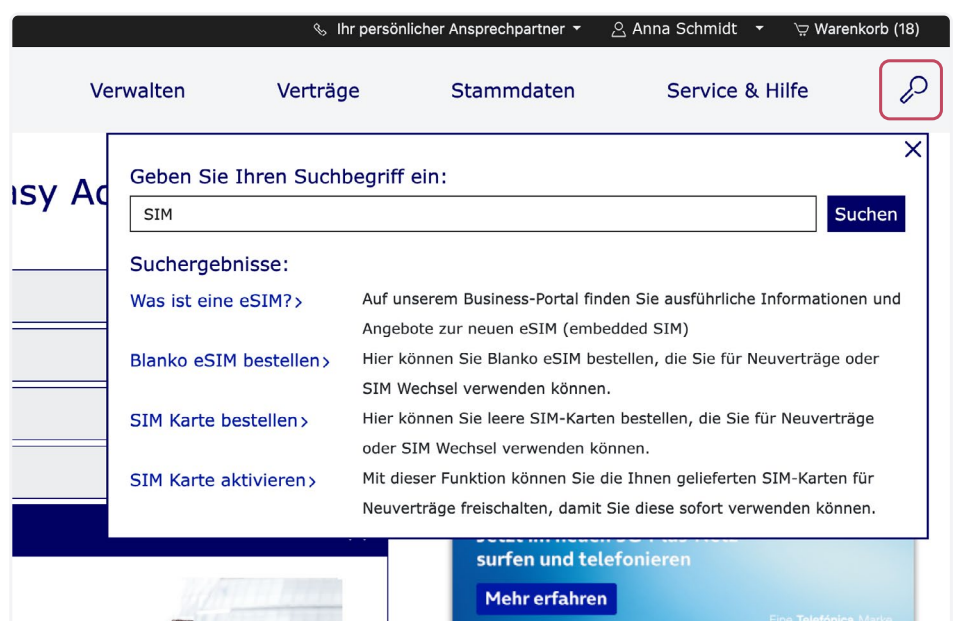 Ihr persönlicher Ansprechpartner Anna Schmidt Warenkorb (18)
Verwalten Verträge Stammdaten Service & Hilfe
Geben Sie Ihren Suchbegriff ein:
SIM Suchen
Suchergebnisse:
Was ist eine eSIM? Auf unserem Business-Portal finden Sie ausführliche Informationen und
Angebote zur neuen eSIM (embedded SIM)
Blanko eSIM bestellen Hier können Sie Blanko eSIM bestellen, die Sie für Neuverträge oder
SIM Wechsel verwenden können.
SIM Karte bestellen Hier können Sie leere SIM-Karten bestellen, die Sie für Neuverträge
oder SIM Wechsel verwenden können.
SIM Karte aktivieren Mit dieser Funktion können Sie die Ihnen gelieferten SIM-Karten für
Neuverträge freischalten, damit Sie diese sofort verwenden können.
surfen und telefonieren
Mehr erfahren
Eine Telefónica Marke